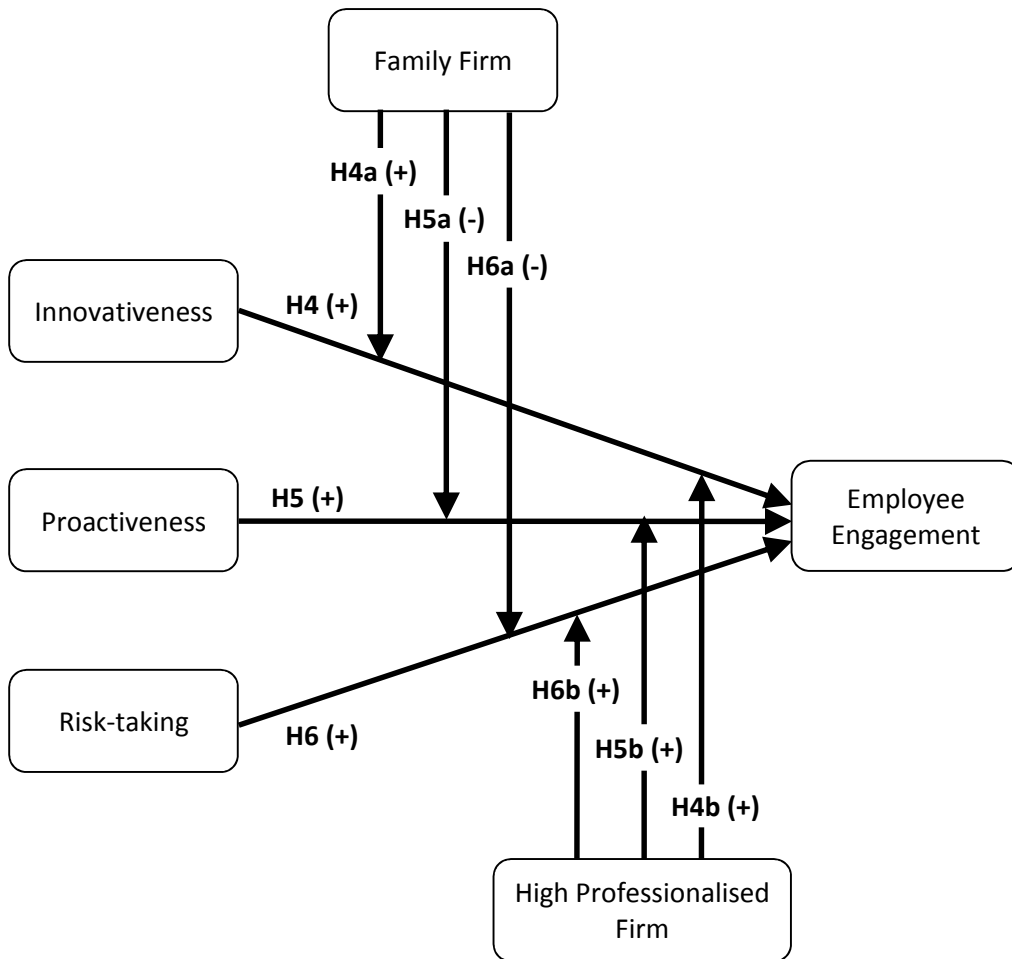 Family Firm
H4a (+)
H5a (-)
H6a (-)
Innovativeness
H4 (+)
Proactiveness
H5 (+)
Employee
Engagement
Risk-taking
H6 (+)
H6b (+)
H5b (+)
H4b (+)
High Professionalised
Firm